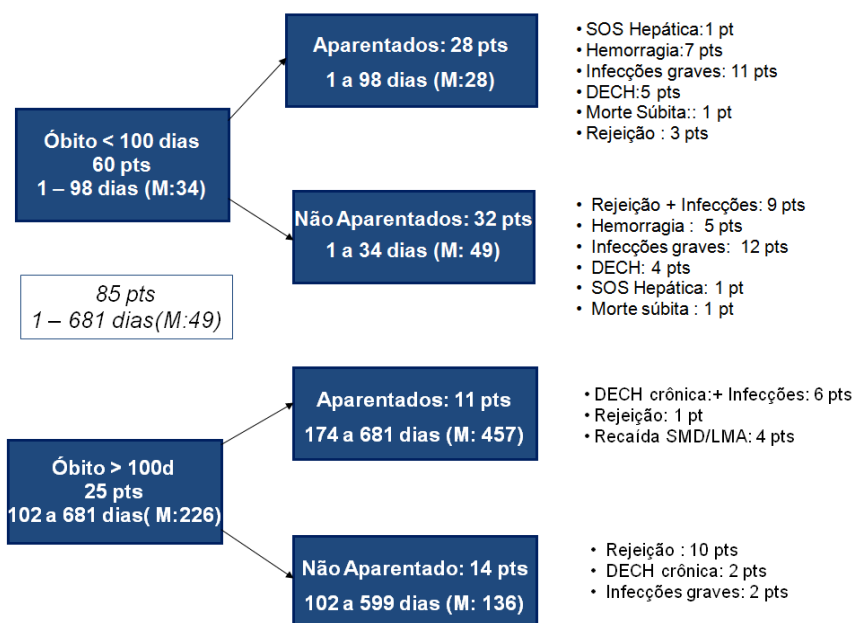 Óbito < 100 dias
60 pts
1 – 98 dias (M:34)
Aparentados: 28 pts
1 a 98 dias (M:28)
• SOS Hepática:1 pt
• Hemorragia:7 pts
• Infecções graves: 11 pts
• DECH:5 pts
• Morte Súbita:: 1 pt
• Rejeição : 3 pts
Não Aparentados: 32 pts
1 a 34 dias (M: 49)
• Rejeição + Infecções: 9 pts
• Hemorragia : 5 pts
• Infecções graves: 12 pts
• DECH: 4 pts
• SOS Hepática: 1 pt
• Morte súbita : 1 pt
85 pts
1 – 681 dias(M:49)
Óbito > 100d
25 pts
102 a 681 dias( M:226)
Aparentados: 11 pts
174 a 681 dias (M: 457)
• DECH crônica:+ Infecções: 6 pts
• Rejeição: 1 pt
• Recaída SMD/LMA: 4 pts
Não Aparentado: 14 pts
102 a 599 dias (M: 136)
• Rejeição : 10 pts
• DECH crônica: 2 pts
• Infecções graves: 2 pts